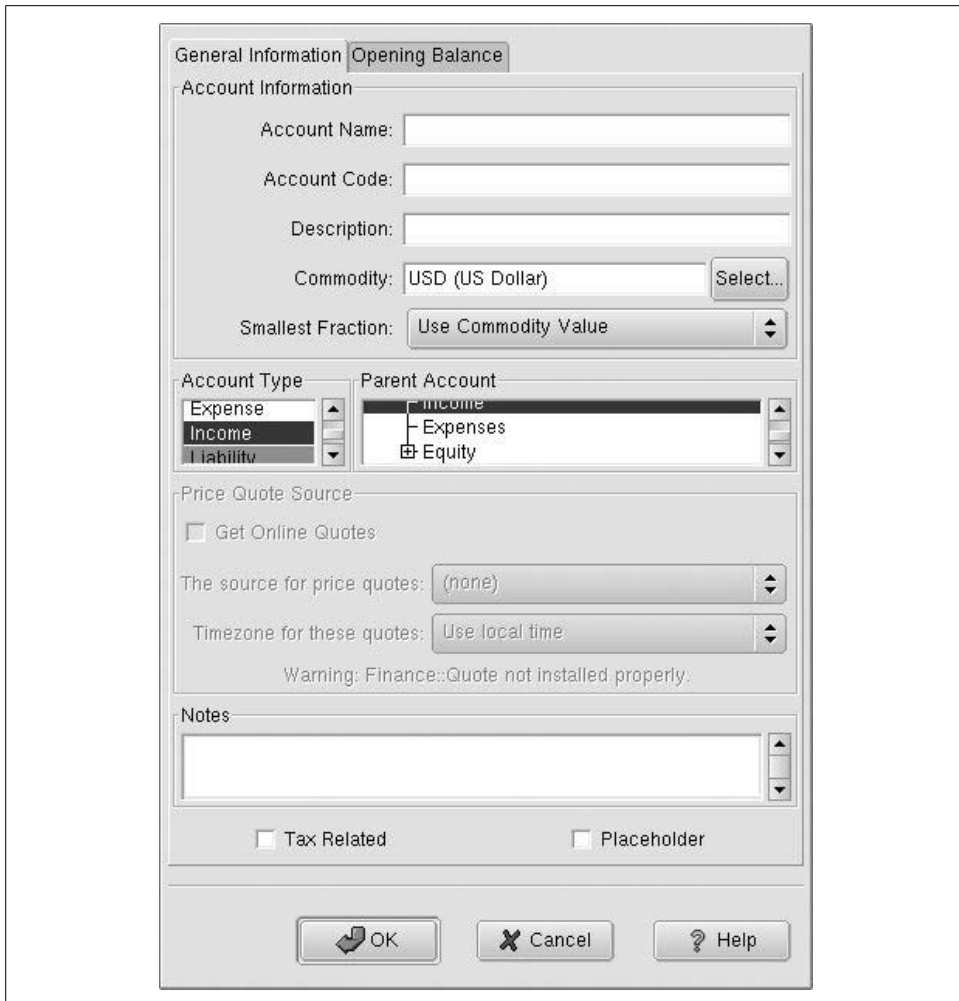 General Information Opening Balance
Account Information
Account Name:
Account Code:
Description:
Commodity: USD (US Dollar) Select...
Smallest Fraction: Use Commodity Value
Account Type Parent Account
Expense
Income
Liability
Income
Expenses
Equity
Price Quote Source
Get Online Quotes
The source for price quotes: (none)
Timezone for these quotes: Use local time
Warning: Finance::Quote not installed properly.
Notes
Tax Related Placeholder
OK Cancel Help